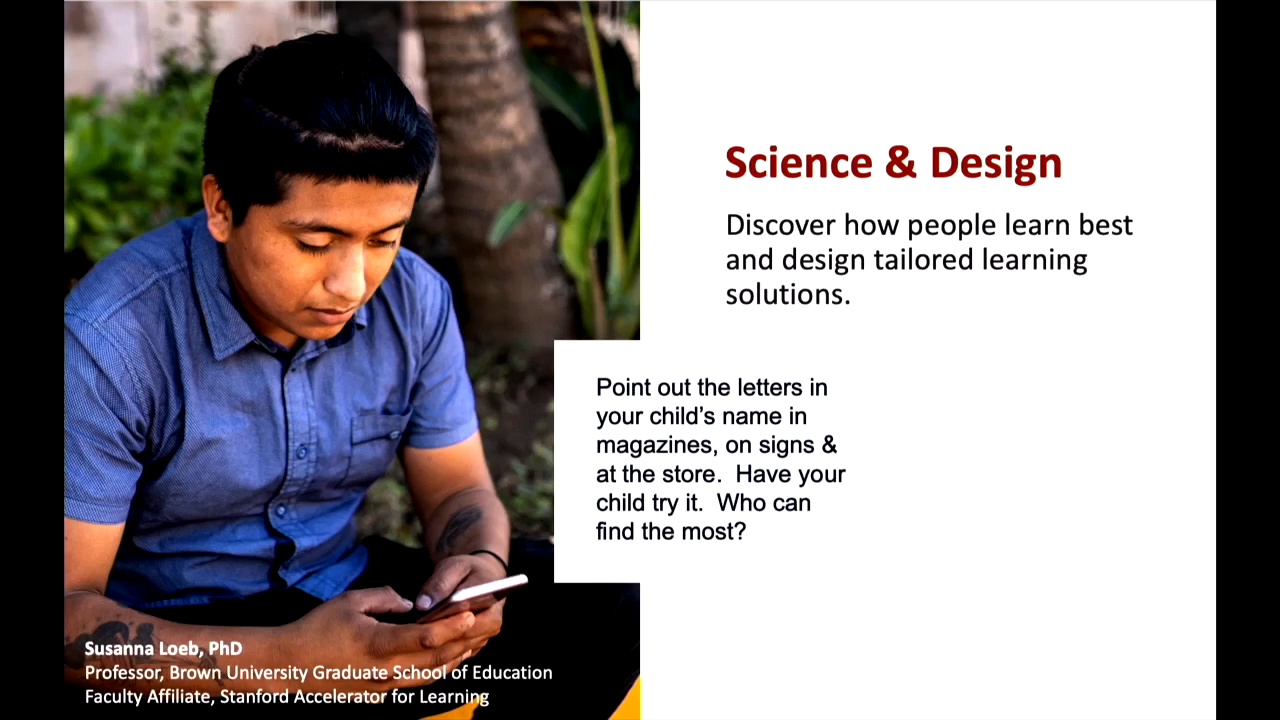 Science & Design
Discover how people learn best
and design tailored learning
solutions.
Point out the letters in
your child’s name in
magazines, on signs &
at the store.  Have your
child try it.  Who can
find the most?
Susanna Loeb, PhD
Professor, Brown University Graduate School of Education
Faculty Affiliate, Stanford Accelerator for Learning